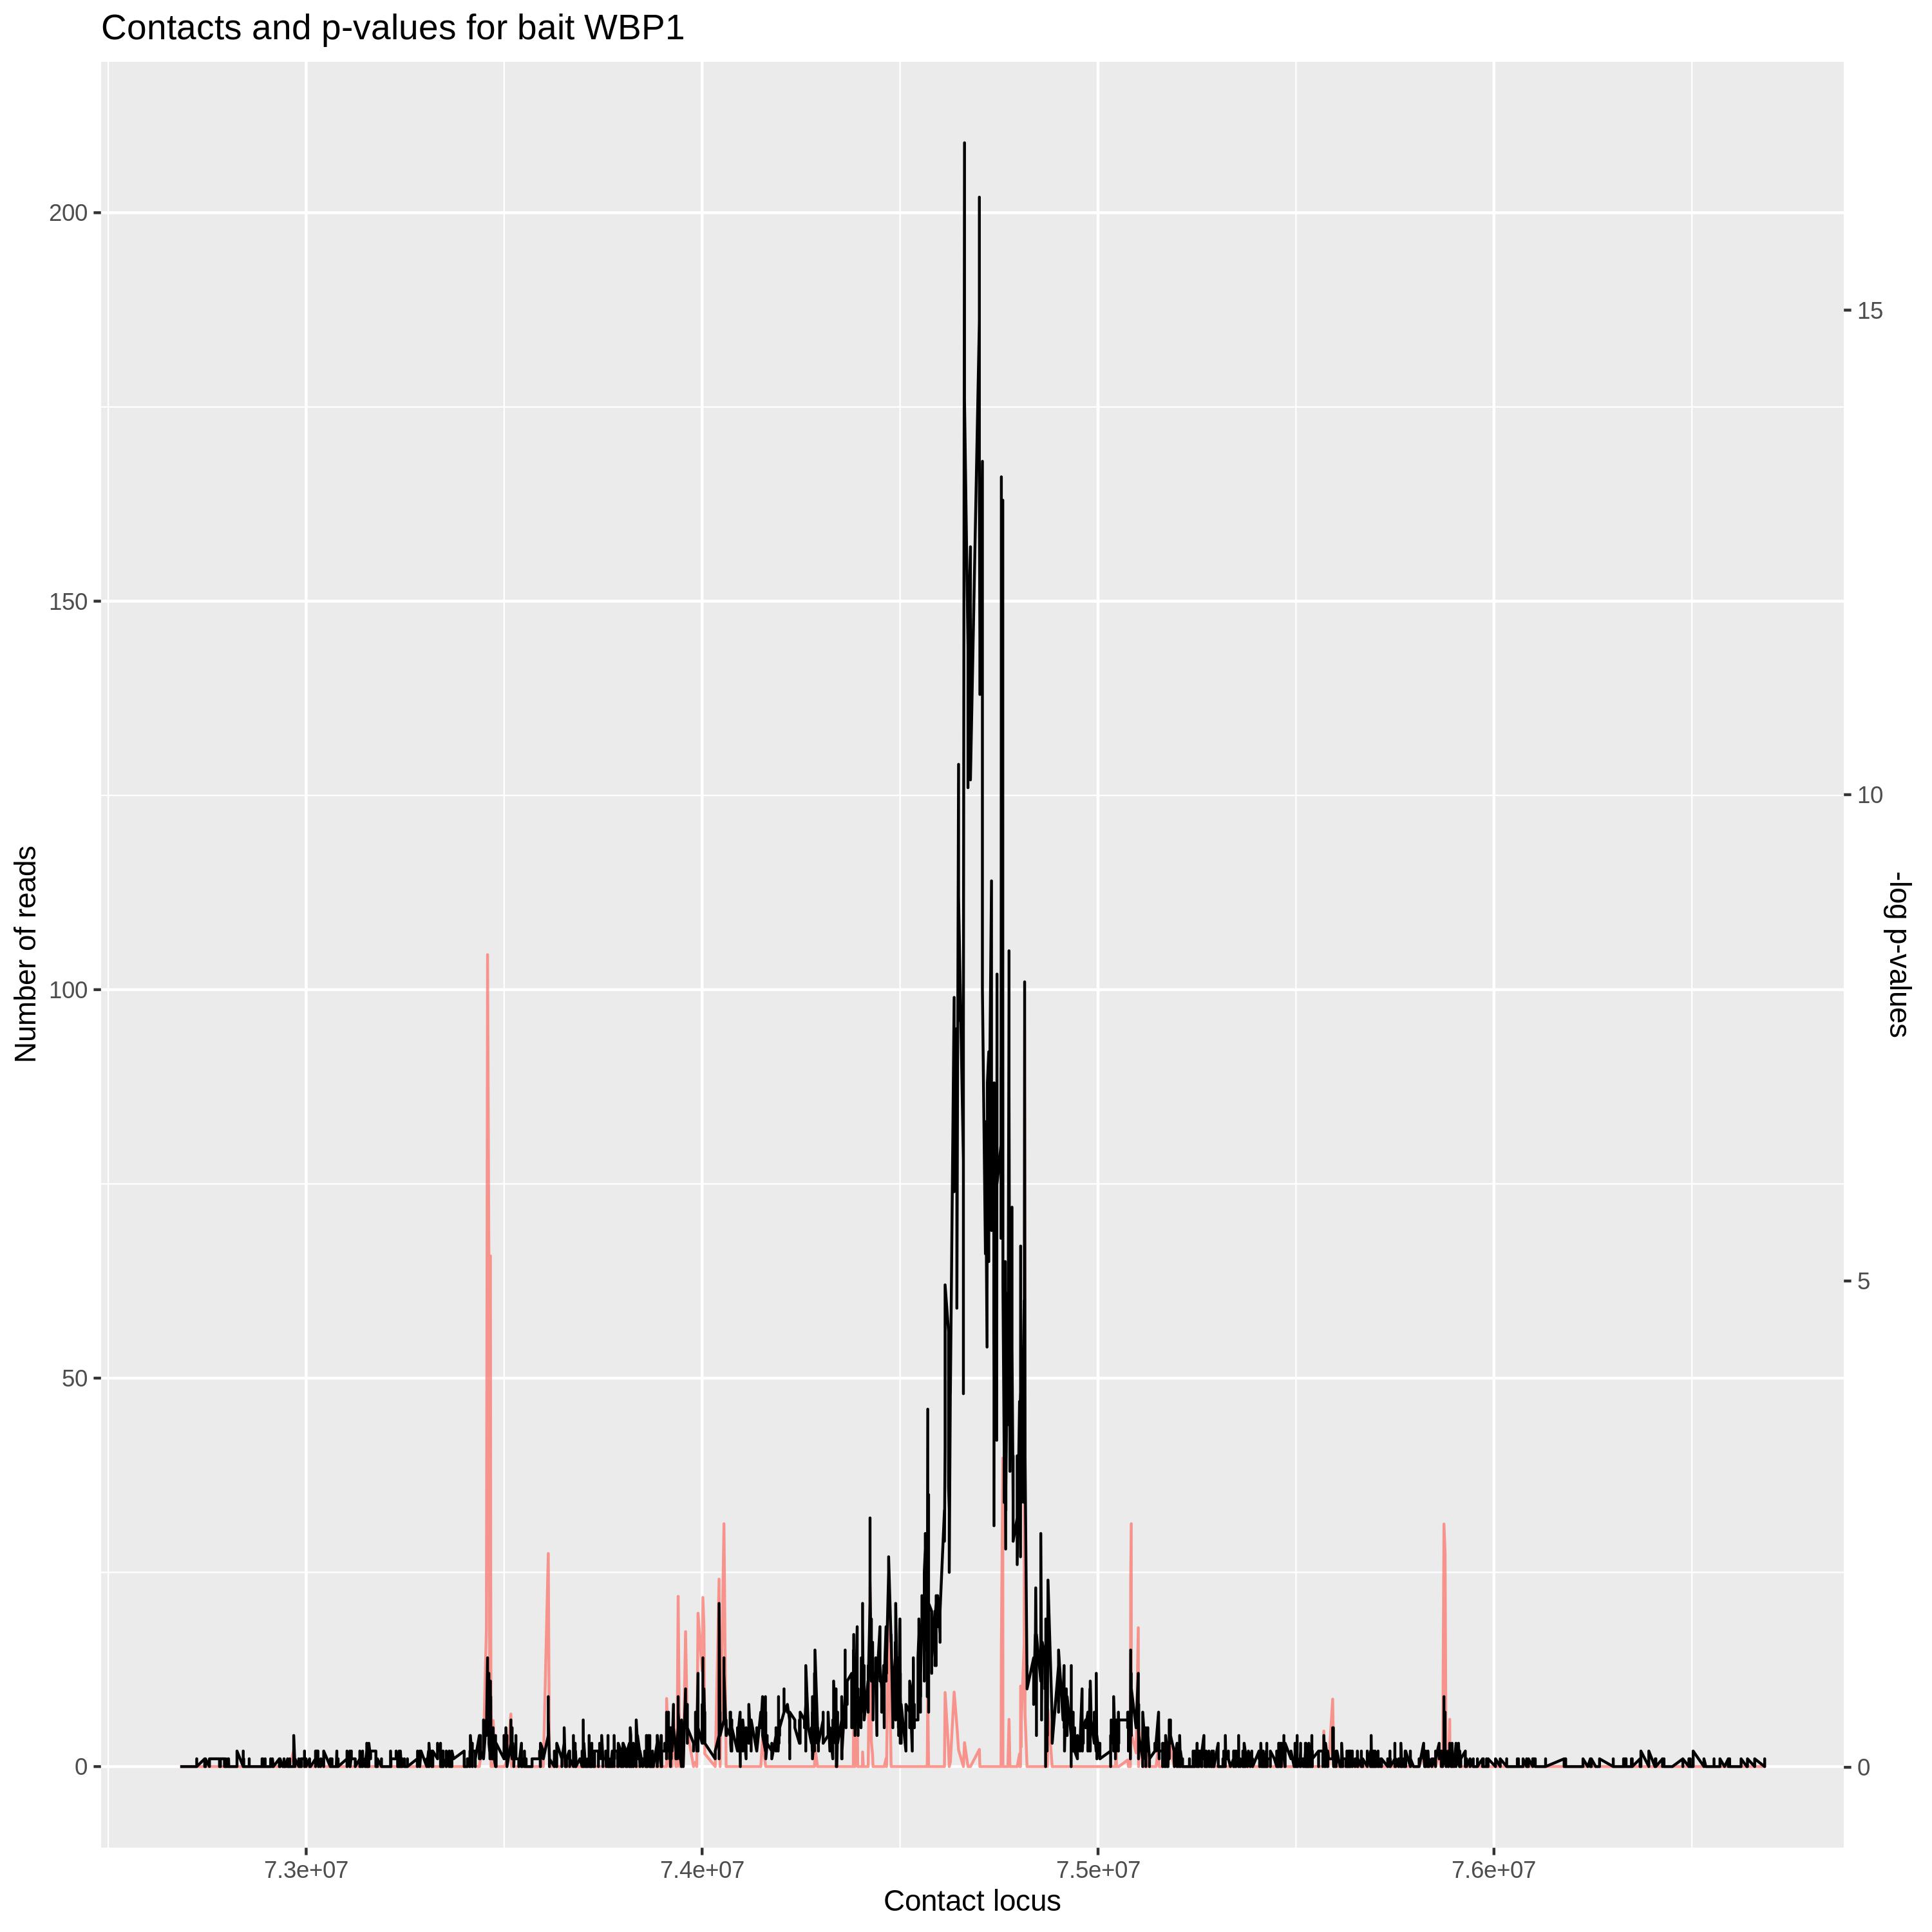 Contacts and p-values for bait WBP1
200
150
100
50
0
Number of reads
15
10
5
0
-log p-values
7.3e+07 7.4e+07 7.5e+07 7.6e+07
Contact locus